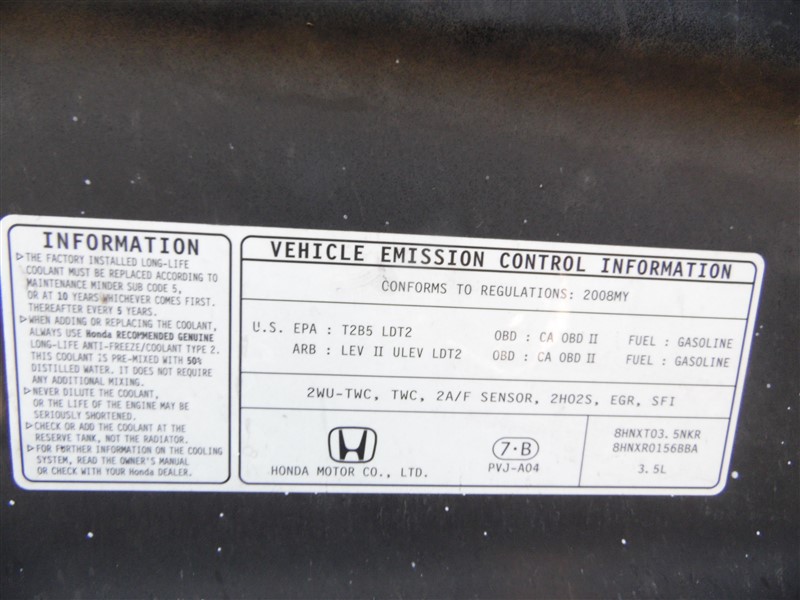 INFORMATION
▷THE FACTORY INSTALLED LONG-LIFE
COOLANT MUST BE REPLACED ACCORDING TO
MAINTENANCE MINDER SUB CODE 5,
OR AT 10 YEARS WHICHEVER COMES FIRST.
THEREAFTER EVERY 5 YEARS.
▷WHEN ADDING OR REPLACING THE COOLANT,
ALWAYS USE Honda RECOMMENDED GENUINE
LONG-LIFE ANTI-FREEZE/COOLANT TYPE 2.
THIS COOLANT IS PRE-MIXED WITH 50%
DISTILLED WATER. IT DOES NOT REQUIRE
ANY ADDITIONAL MIXING.
▷NEVER DILUTE THE COOLANT,
OR THE LIFE OF THE ENGINE MAY BE
SERIOUSLY SHORTENED.
▷CHECK OR ADD THE COOLANT AT THE
RESERVE TANK, NOT THE RADIATOR.
▷FOR FURTHER INFORMATION ON THE COOLING
SYSTEM, READ THE OWNER'S MANUAL
OR CHECK WITH YOUR Honda DEALER.
VEHICLE EMISSION CONTROL INFORMATION
CONFORMS TO REGULATIONS: 2008MY
U.S. EPA : T2B5 LDT2 OBD : CA OBD II FUEL : GASOLINE
ARB : LEV II ULEV LDT2 OBD : CA OBD II FUEL : GASOLINE
2WU-TWC, TWC, 2A/F SENSOR, 2HO2S, EGR, SFI
HONDA MOTOR CO., LTD.
7·B
PVJ-A04
8HNXT03.5NKR
8HNXR0156BBA
3.5L